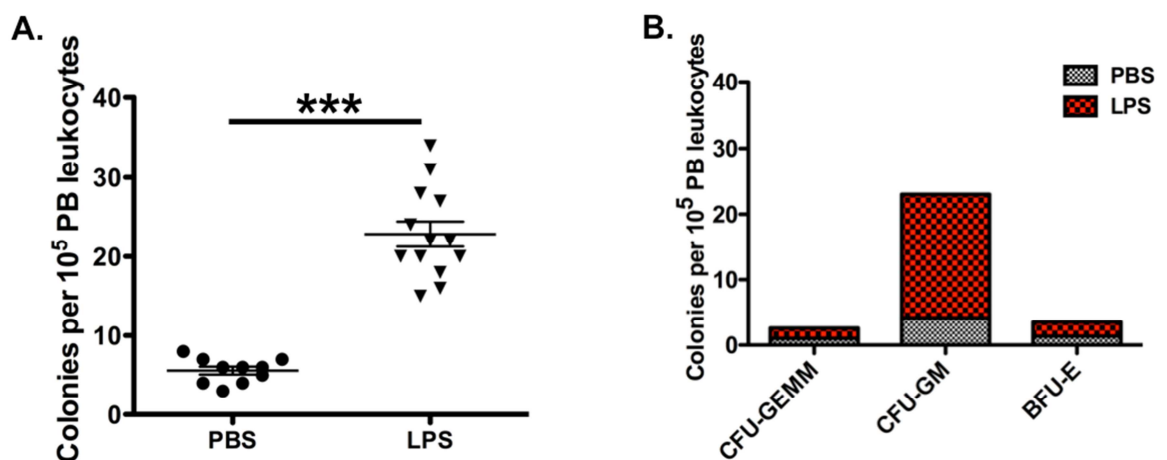 A.
Colonies per 10⁵ PB leukocytes
40
30
20
10
0
***
PBS
LPS
B.
Colonies per 10⁵ PB leukocytes
40
30
20
10
0
PBS
LPS
CFU-GEMM
CFU-GM
BFU-E